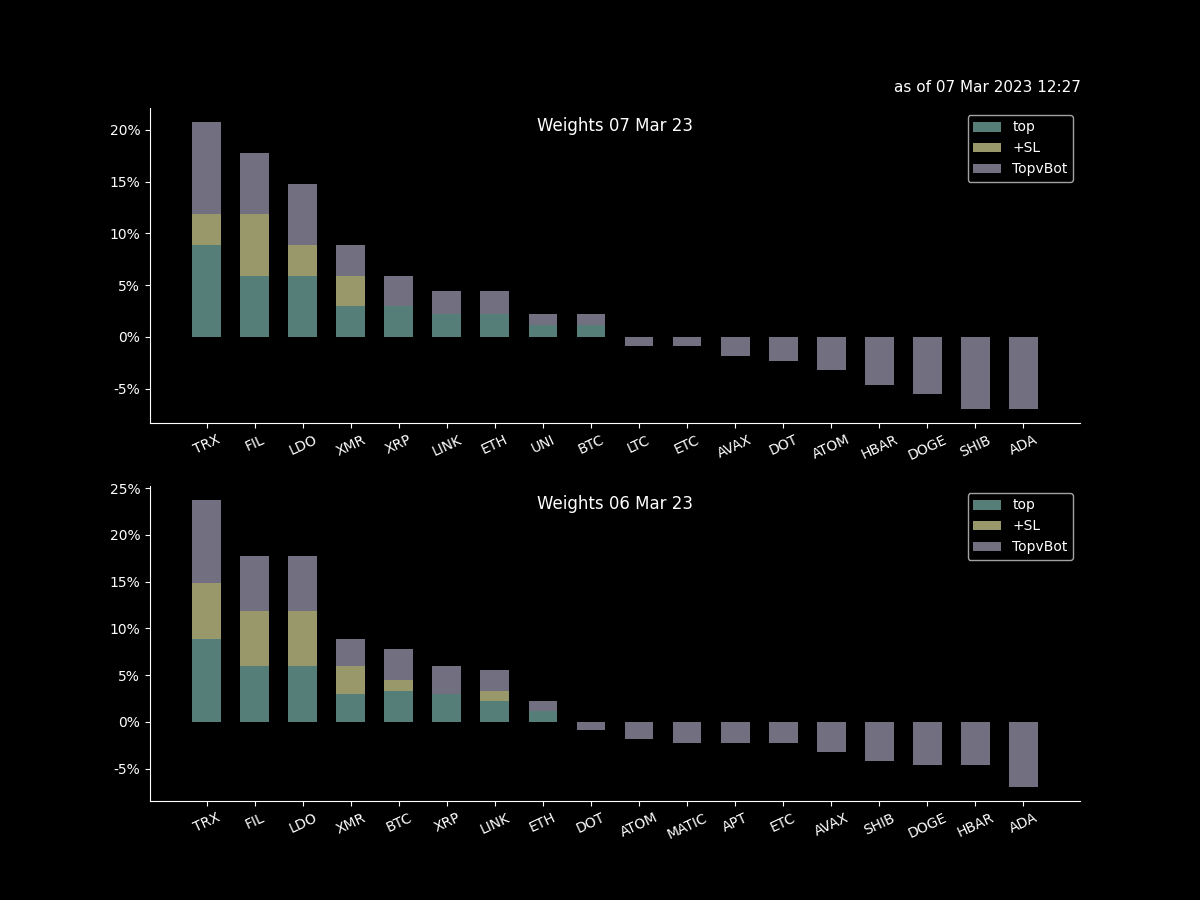 as of 07 Mar 2023 12:27
Weights 07 Mar 23
top
+SL
TopvBot
20%
15%
10%
5%
0%
-5%
TRX FIL LDO XMR XRP LINK ETH UNI BTC LTC ETC AVAX DOT ATOM HBAR DOGE SHIB ADA
Weights 06 Mar 23
top
+SL
TopvBot
25%
20%
15%
10%
5%
0%
-5%
TRX FIL LDO XMR BTC XRP LINK ETH DOT ATOM MATIC APT ETC AVAX SHIB DOGE HBAR ADA